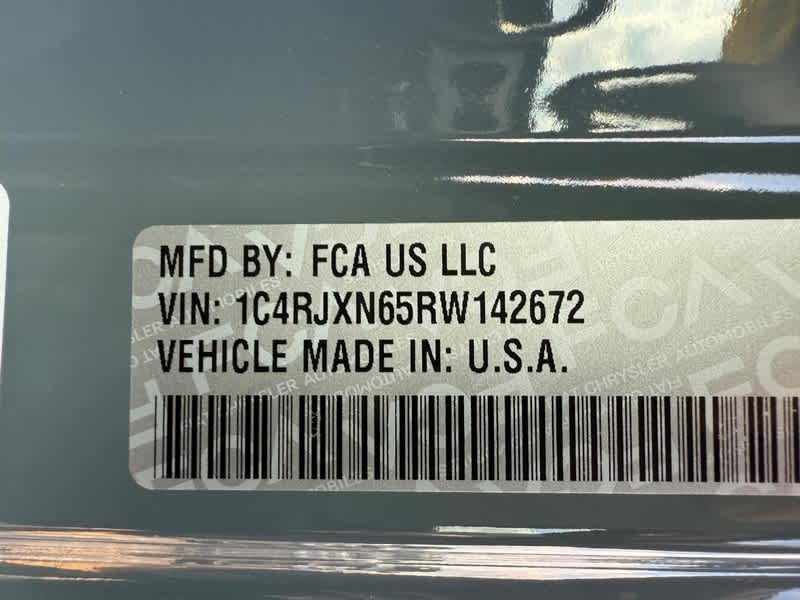 MFD BY: FCA US LLC
VIN: 1C4RJXN65RW142672
VEHICLE MADE IN: U.S.A.